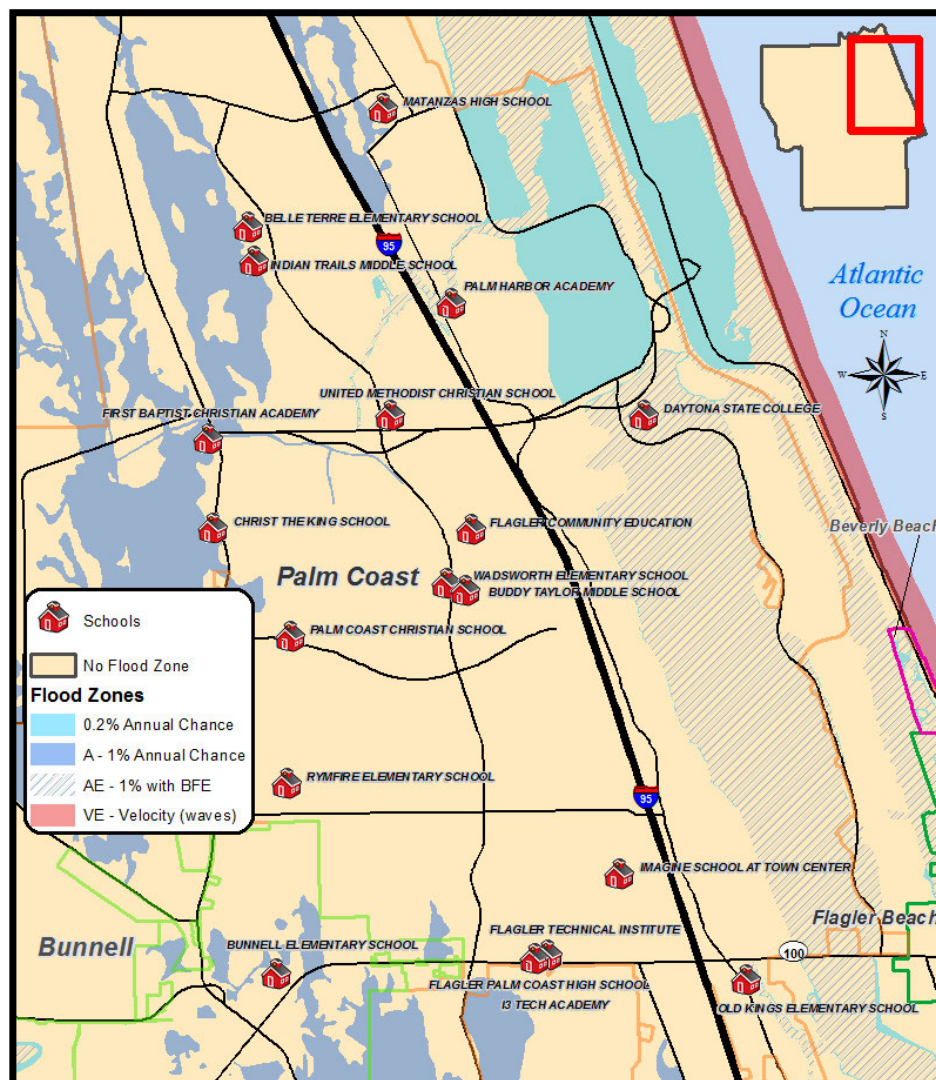 MATANZAS HIGH SCHOOL
N
W
E
S
Atlantic
Ocean
BELLE TERRE ELEMENTARY SCHOOL
95
INDIAN TRAILS MIDDLE SCHOOL
PALM HARBOR ACADEMY
UNITED METHODIST CHRISTIAN SCHOOL
FIRST BAPTIST CHRISTIAN ACADEMY
DAYTONA STATE COLLEGE
CHRIST THE KING SCHOOL
FLAGLER COMMUNITY EDUCATION
Beverly Beach
Palm Coast
WADSWORTH ELEMENTARY SCHOOL
BUDDY TAYLOR MIDDLE SCHOOL
PALM COAST CHRISTIAN SCHOOL
Schools
No Flood Zone
Flood Zones
0.2% Annual Chance
A - 1% Annual Chance
AE - 1% with BFE
VE - Velocity (waves)
RYMFIRE ELEMENTARY SCHOOL
95
IMAGINE SCHOOL AT TOWN CENTER
Flagler Beach
FLAGLER TECHNICAL INSTITUTE
Bunnell
BUNNELL ELEMENTARY SCHOOL
100
FLAGLER PALM COAST HIGH SCHOOL
I3 TECH ACADEMY
OLD KINGS ELEMENTARY SCHOOL